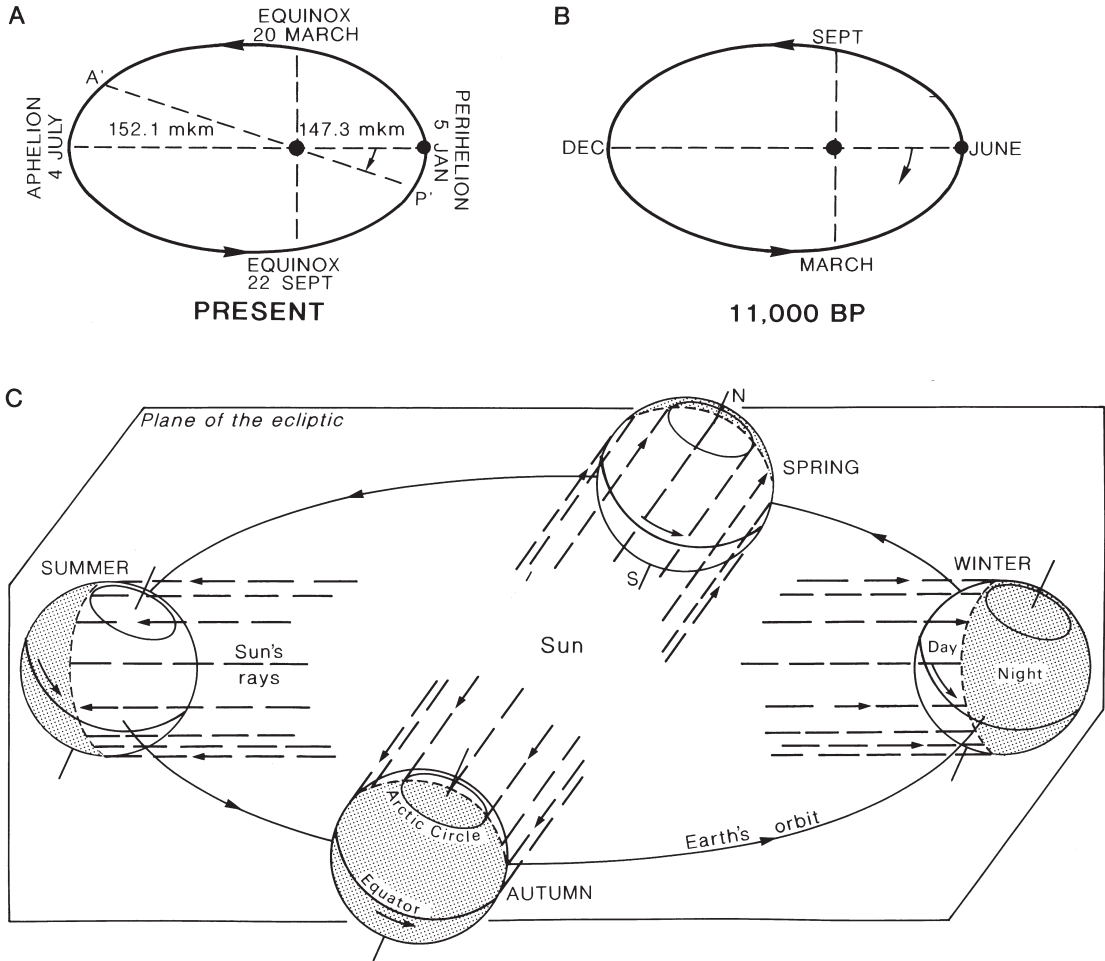 A
EQUINOX
20 MARCH
A'
152.1 mkm
147.3 mkm
APHELION
4 JULY
PERIHELION
5 JAN
P'
EQUINOX
22 SEPT
PRESENT
B
SEPT
DEC
JUNE
MARCH
11,000 BP
C
Plane of the ecliptic
N
SPRING
S
SUMMER
WINTER
Sun's
rays
Sun
Day
Night
Arctic Circle
Equator
AUTUMN
Earth's orbit